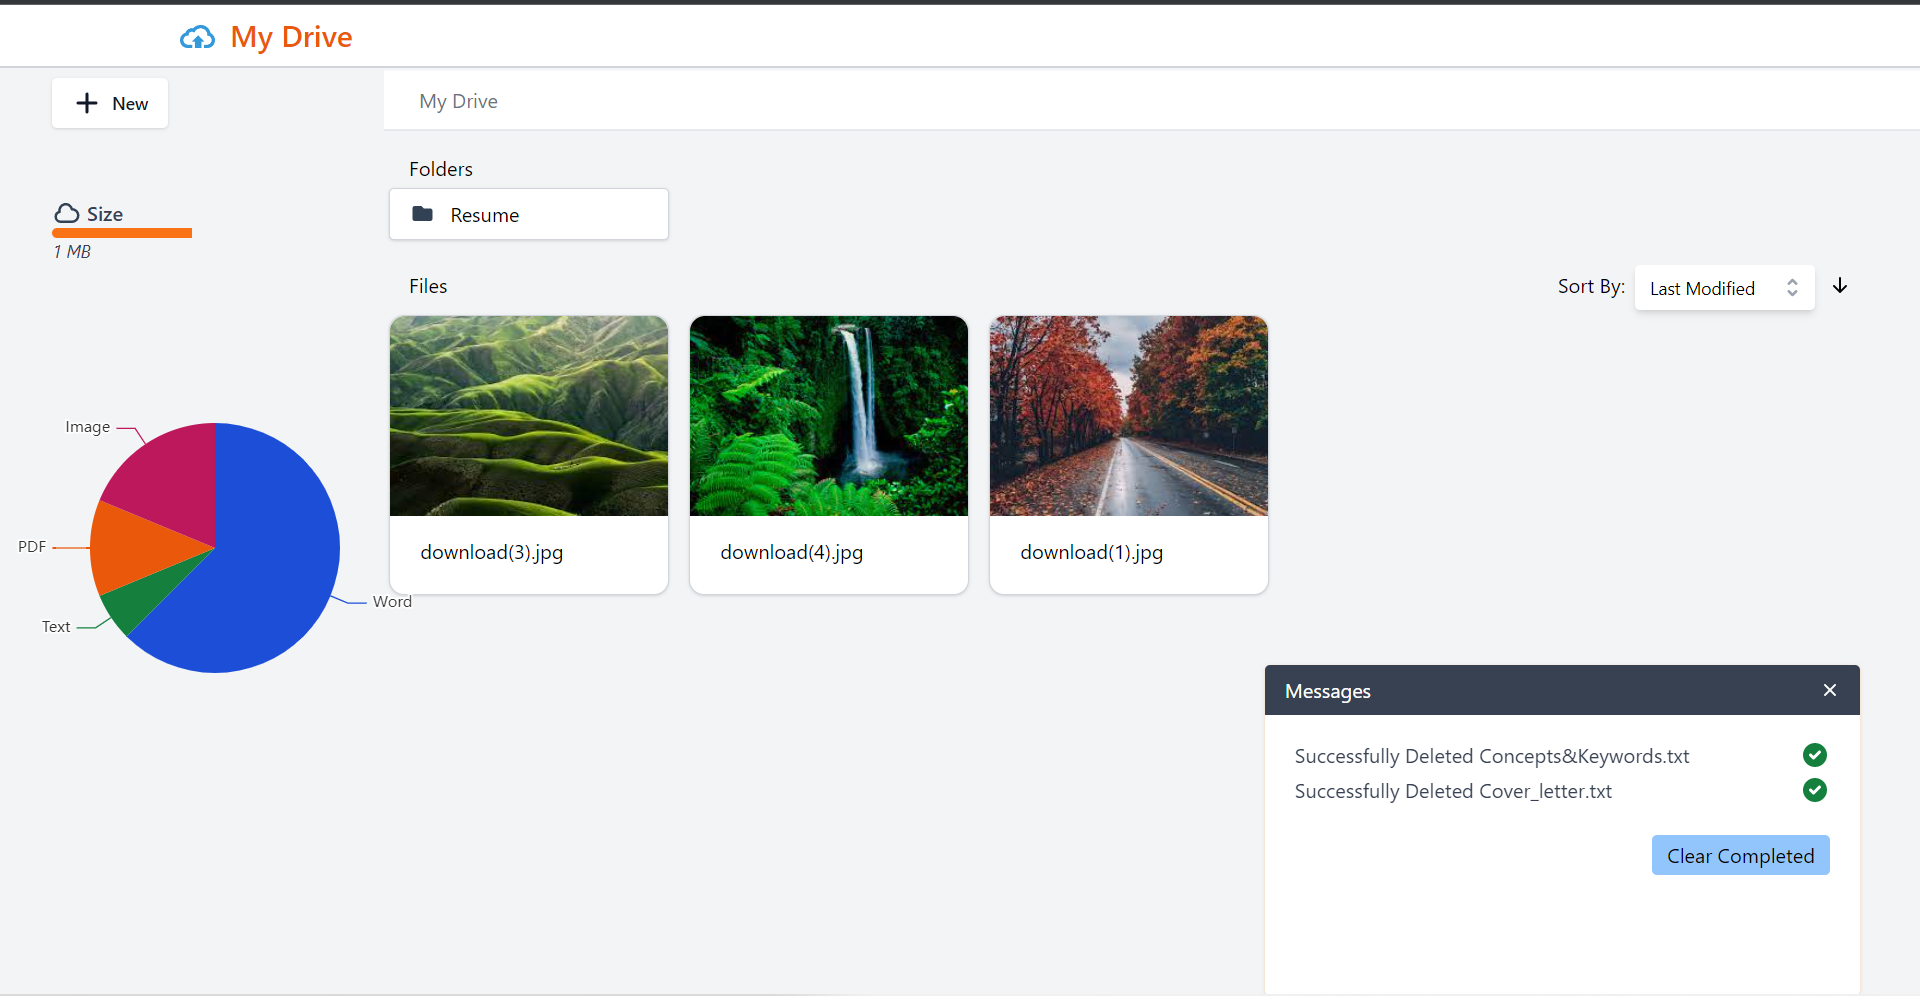 My Drive
New
My Drive
Folders
Resume
Size
1 MB
Files
Sort By: Last Modified
download(3).jpg
download(4).jpg
download(1).jpg
Image
PDF
Word
Text
Messages
Successfully Deleted Concepts&Keywords.txt
Successfully Deleted Cover_letter.txt
Clear Completed